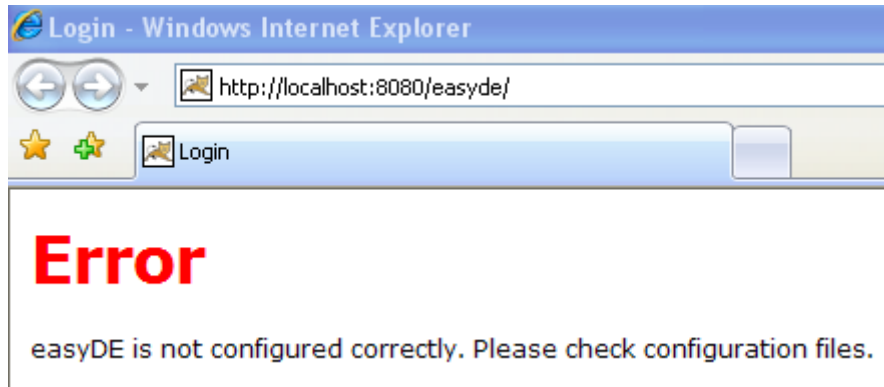 Login - Windows Internet Explorer
http://localhost:8080/easyde/
Login
Error
easyDE is not configured correctly. Please check configuration files.